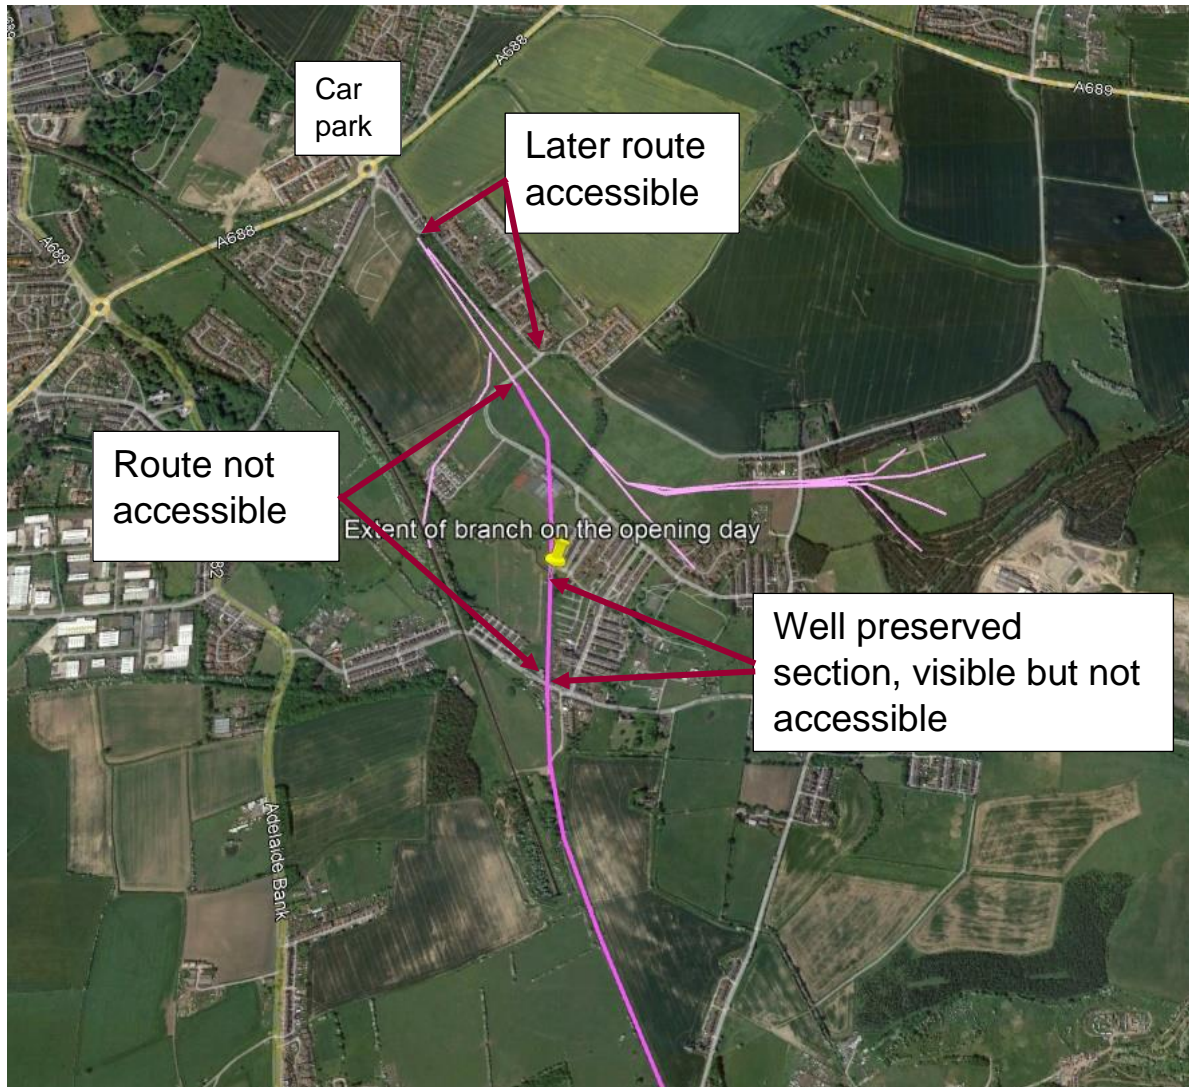 A688
A689
Car
park
Later route
accessible
A688
A689
Route not
accessible
Extent of branch on the opening day
Well preserved
section, visible but not
accessible
Adelaide Bank